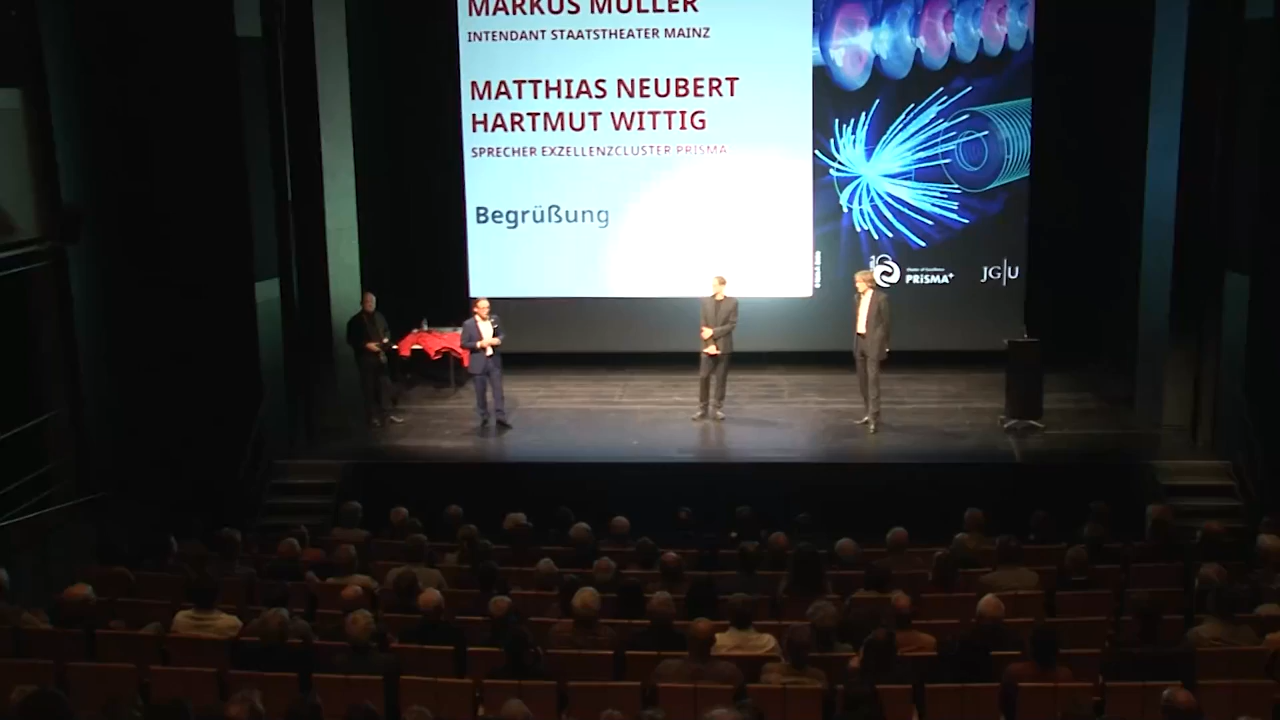 MARKUS MÜLLER
INTENDANT STAATSTHEATER MAINZ
MATTHIAS NEUBERT
HARTMUT WITTIG
SPRECHER EXZELLENZCLUSTER PRISMA
Begrüßung
PRiSMA+
JG|U